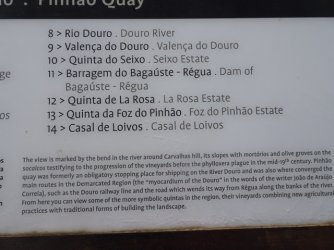 o . Pinhão Quay
8 > Rio Douro . Douro River
9 > Valença do Douro . Valença do Douro
10 > Quinta do Seixo . Seixo Estate
11 > Barragem do Bagaúste - Régua . Dam of
Bagaúste - Régua
12 > Quinta de La Rosa . La Rosa Estate
13 > Quinta da Foz do Pinhão . Foz do Pinhão Estate
14 > Casal de Loivos . Casal de Loivos
The view is marked by the bend in the river around Carvalhas hill, its slopes with mortórios and olive groves on the
socalcos testifying to the progression of the vineyards before the phylloxera plague in the mid-19th century. Pinhão
quay was formerly an obligatory stopping place for shipping on the River Douro and was also where converged the
main routes in the Demarcated Region (the "myocardium of the Douro" in the words of the writer João de Araújo
Correia), such as the Douro railway line and the road which wends its way from Régua along the banks of the river.
From here you can view some of the more symbolic quintas in the region, their vineyards combining new agricultural
practices with traditional forms of building the landscape.